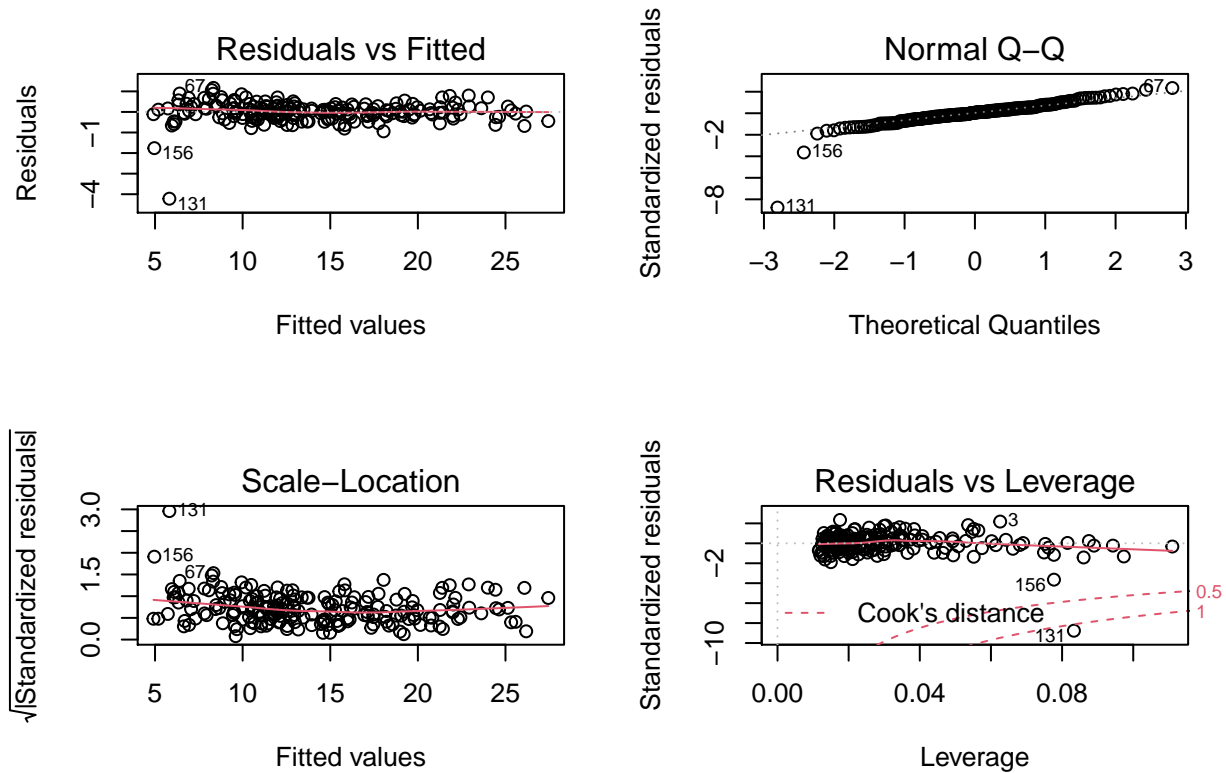 Residuals vs Fitted
Residuals
−1
−4
67
156
131
5 10 15 20 25
Fitted values
Normal Q−Q
Standardized residuals
−2
−8
67
156
131
−3 −2 −1 0 1 2 3
Theoretical Quantiles
Scale−Location
√|Standardized residuals|
3.0
1.5
0.0
131
156
67
5 10 15 20 25
Fitted values
Residuals vs Leverage
Standardized residuals
−2
−10
3
156
131
Cook's distance
0.5
1
0.00 0.04 0.08
Leverage